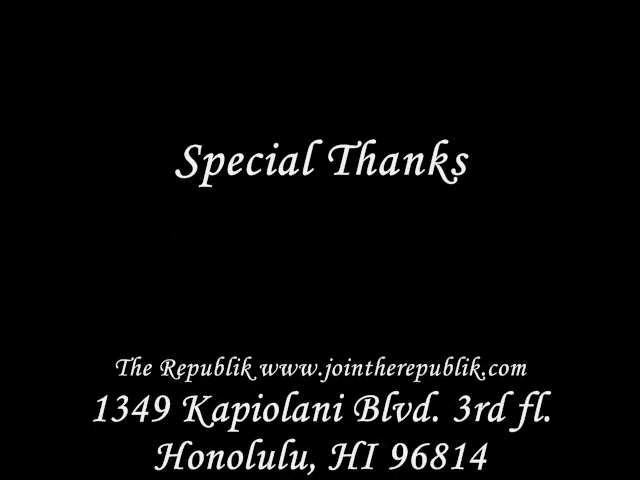 Special Thanks
The Republik www.jointherepublik.com
1349 Kapiolani Blvd. 3rd fl.
Honolulu, HI 96814